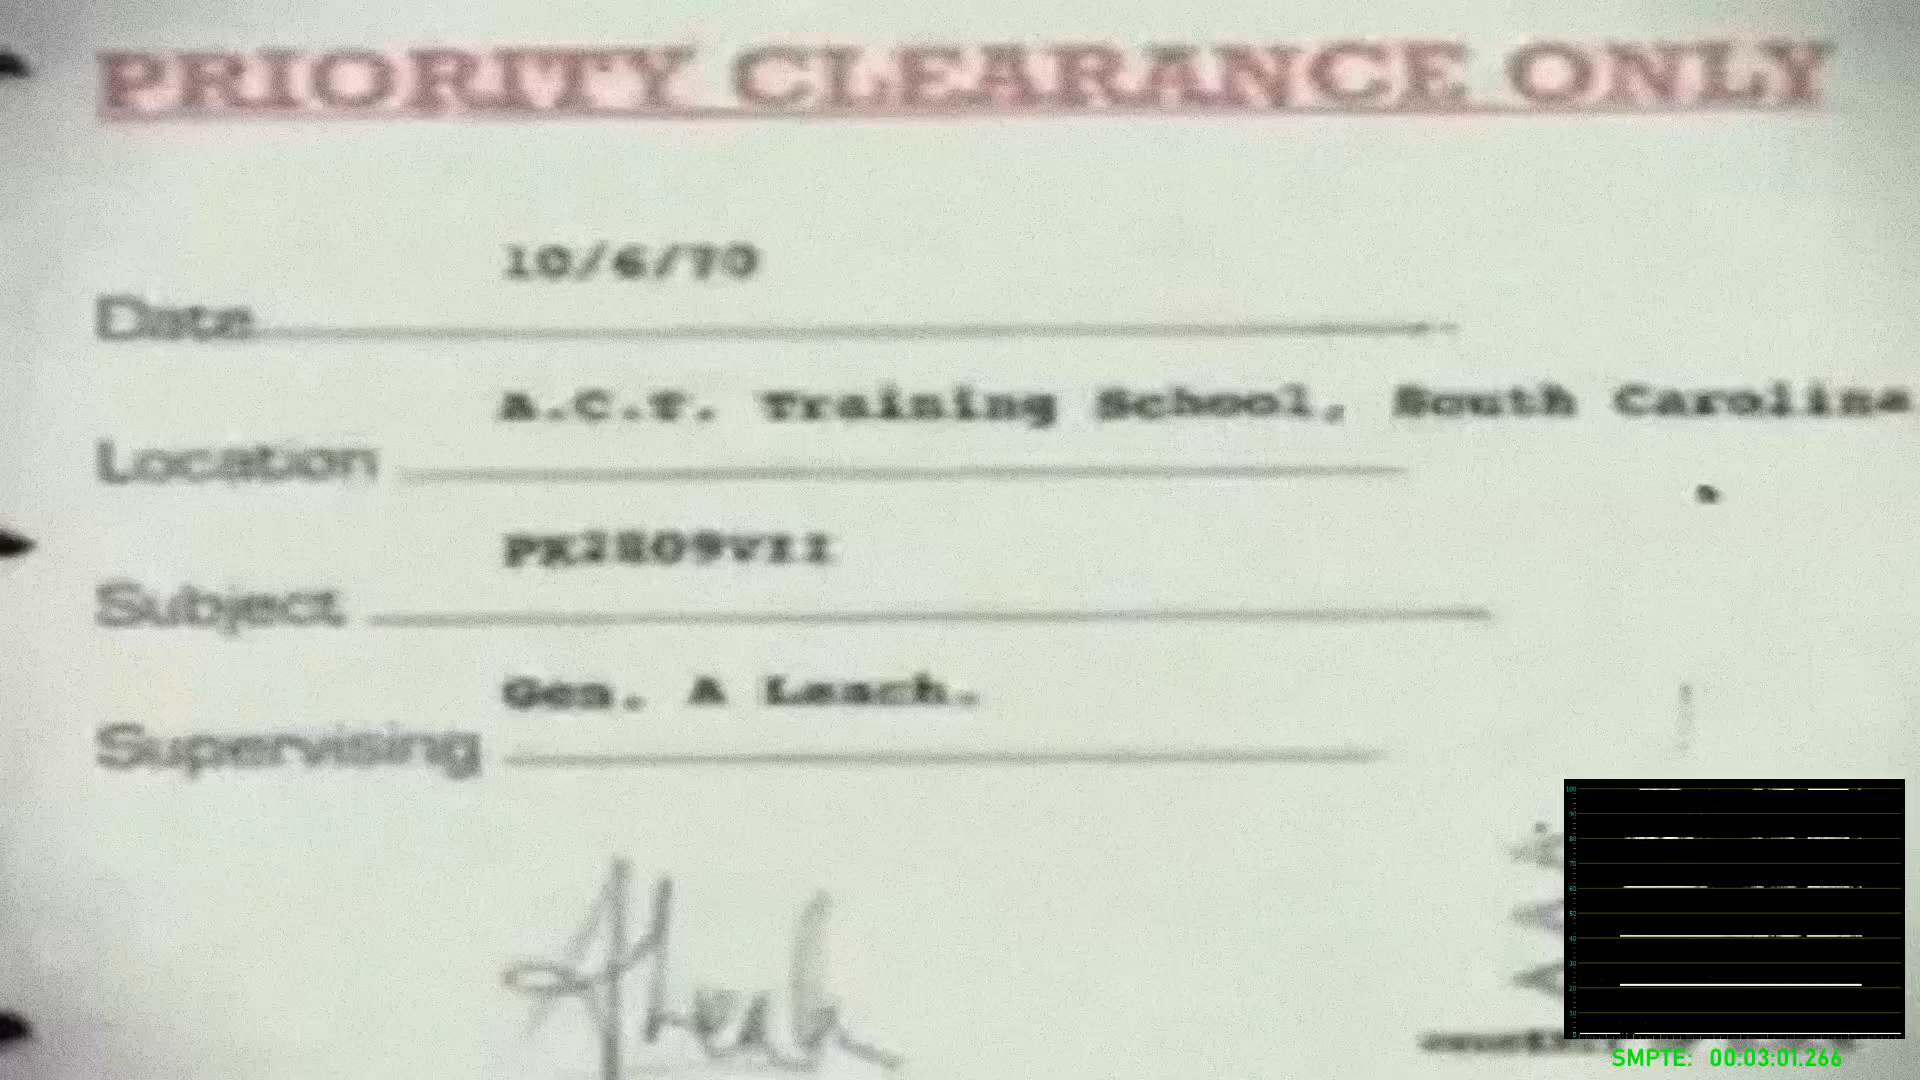 PRIORITY CLEARANCE ONLY
10/6/70
Date
A.C.T. Training School, South Carolina
Location
PK2809VII
Subject
Gen. A Leach.
Supervising
SMPTE: 00:03:01.266